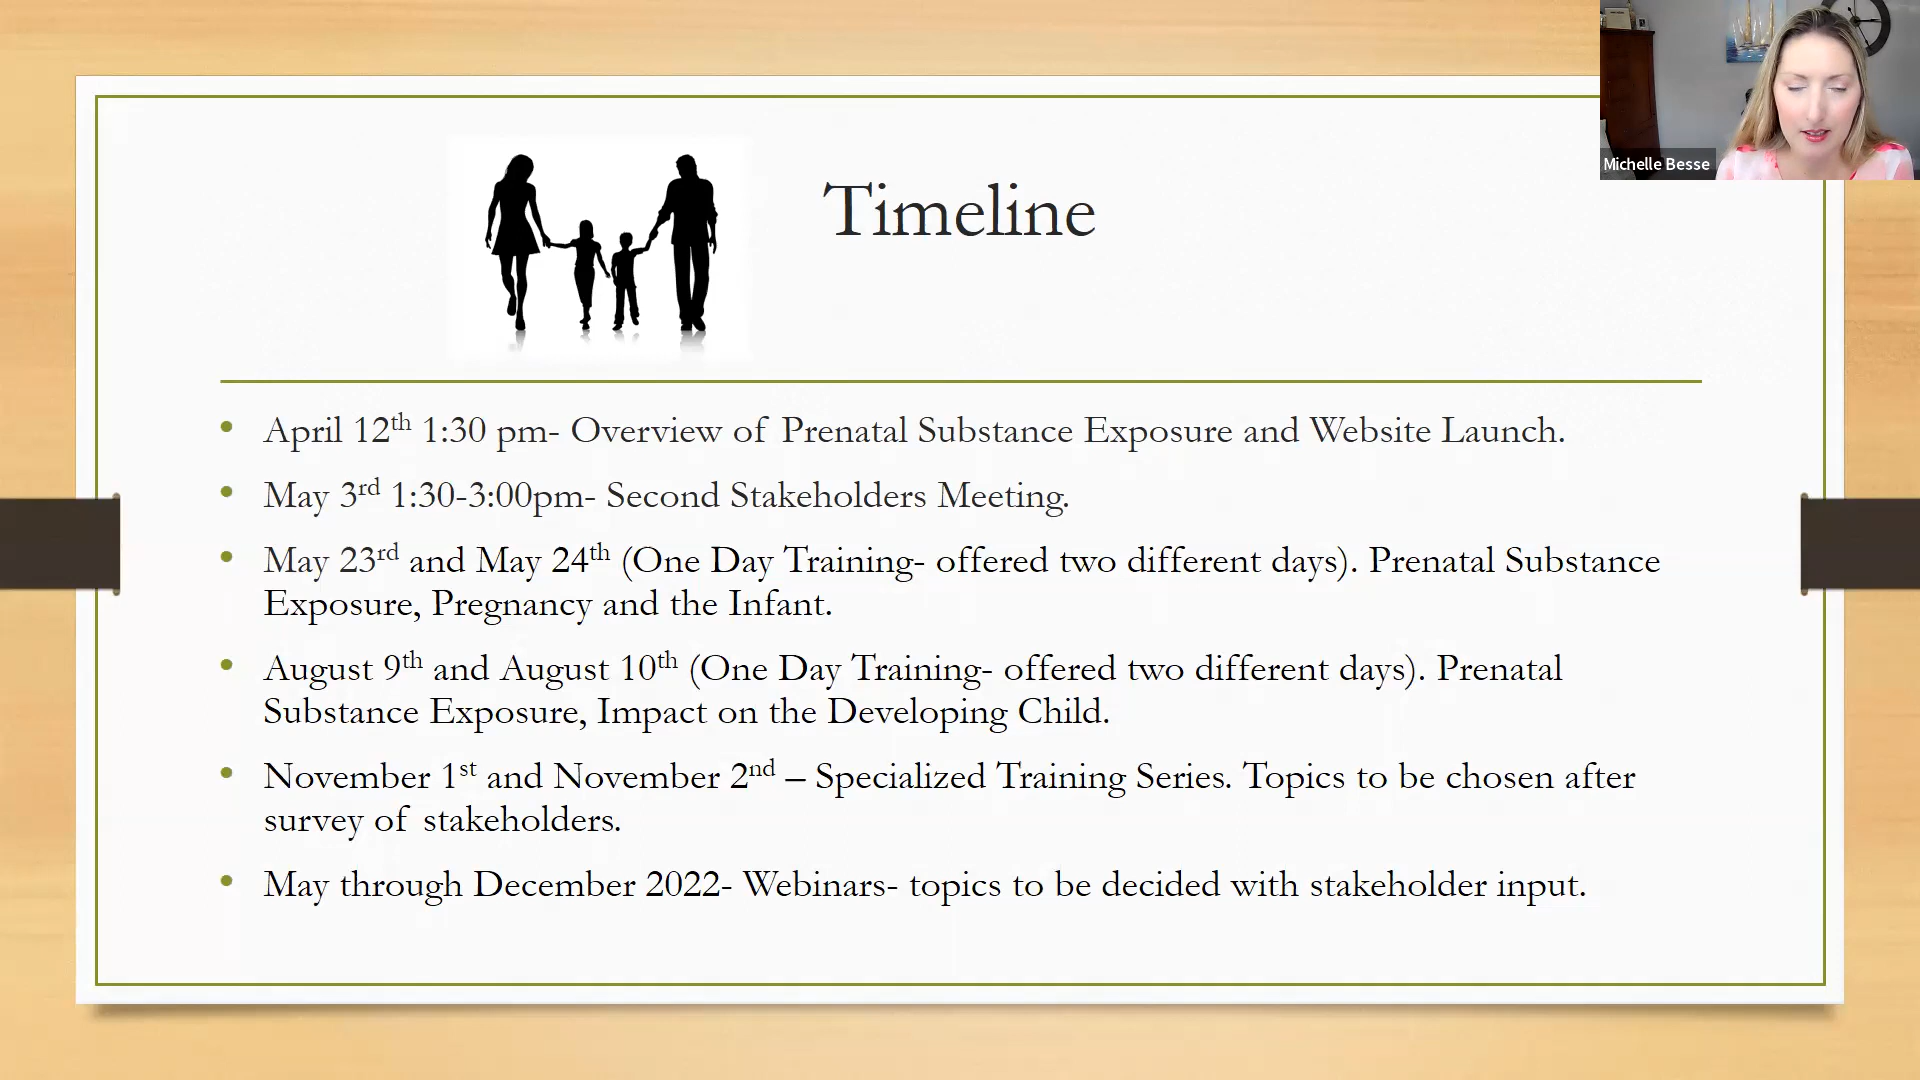 Michelle Besse
Timeline
• April 12th 1:30 pm- Overview of Prenatal Substance Exposure and Website Launch.
• May 3rd 1:30-3:00pm- Second Stakeholders Meeting.
• May 23rd and May 24th (One Day Training- offered two different days). Prenatal Substance
Exposure, Pregnancy and the Infant.
• August 9th and August 10th (One Day Training- offered two different days). Prenatal
Substance Exposure, Impact on the Developing Child.
• November 1st and November 2nd – Specialized Training Series. Topics to be chosen after
survey of stakeholders.
• May through December 2022- Webinars- topics to be decided with stakeholder input.